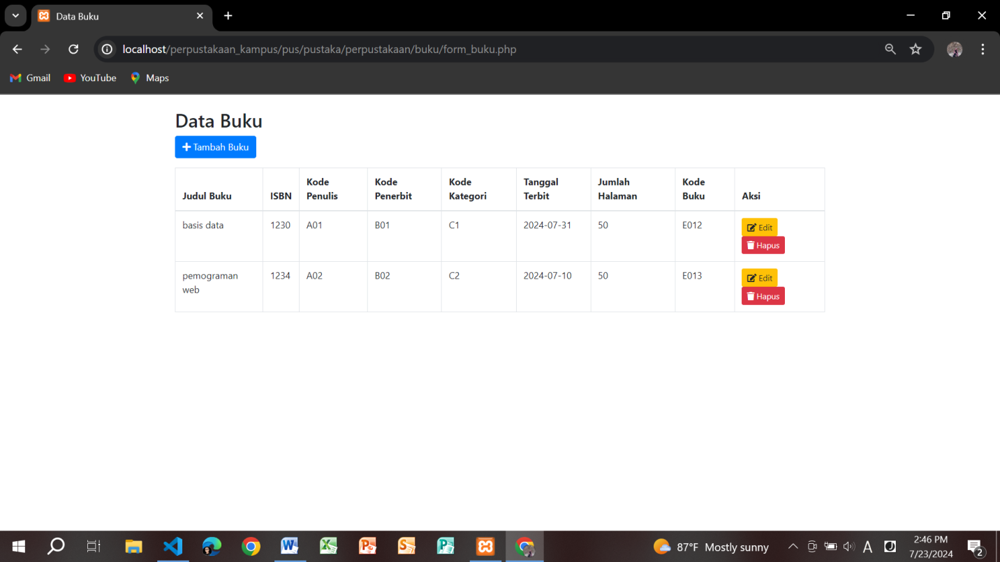 Data Buku
localhost/perpustakaan_kampus/pus/pustaka/perpustakaan/buku/form_buku.php
Gmail YouTube Maps
Data Buku
Tambah Buku
Judul Buku ISBN Kode Penulis Kode Penerbit Kode Kategori Tanggal Terbit Jumlah Halaman Kode Buku Aksi
basis data 1230 A01 B01 C1 2024-07-31 50 E012 Edit
Hapus
pemograman web 1234 A02 B02 C2 2024-07-10 50 E013 Edit
Hapus
87°F Mostly sunny A 2:46 PM
7/23/2024 2